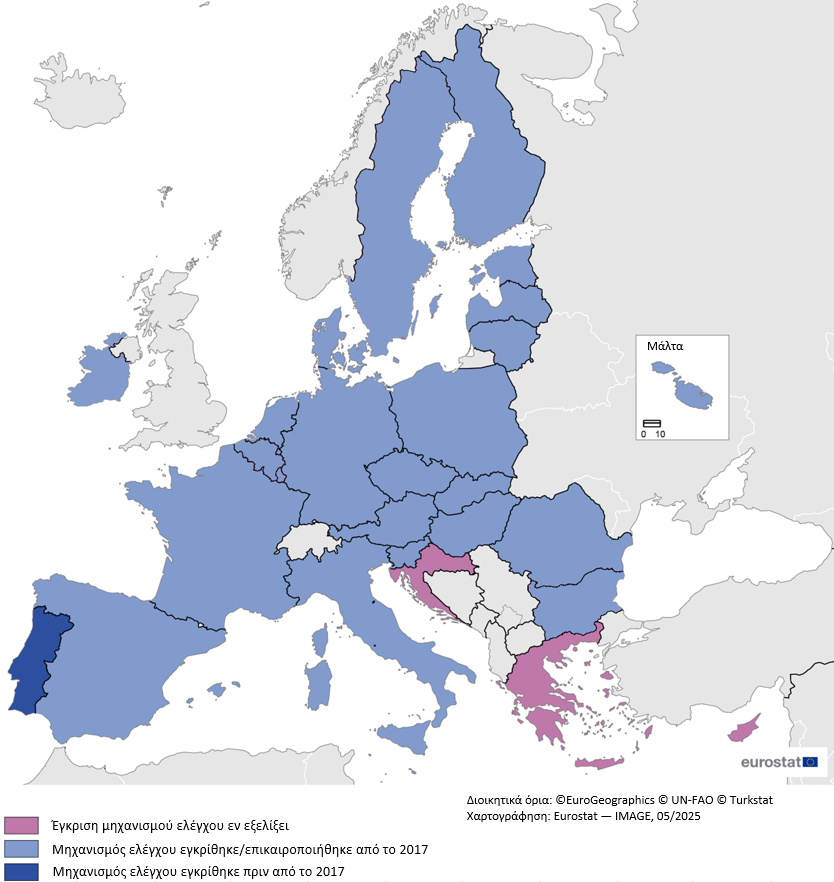 Μάλτα
0 10
eurostat
Διοικητικά όρια: ©EuroGeographics © UN-FAO © Turkstat
Χαρτογράφηση: Eurostat — IMAGE, 05/2025
Έγκριση μηχανισμού ελέγχου εν εξελίξει
Μηχανισμός ελέγχου εγκρίθηκε/επικαιροποιήθηκε από το 2017
Μηχανισμός ελέγχου εγκρίθηκε πριν από το 2017